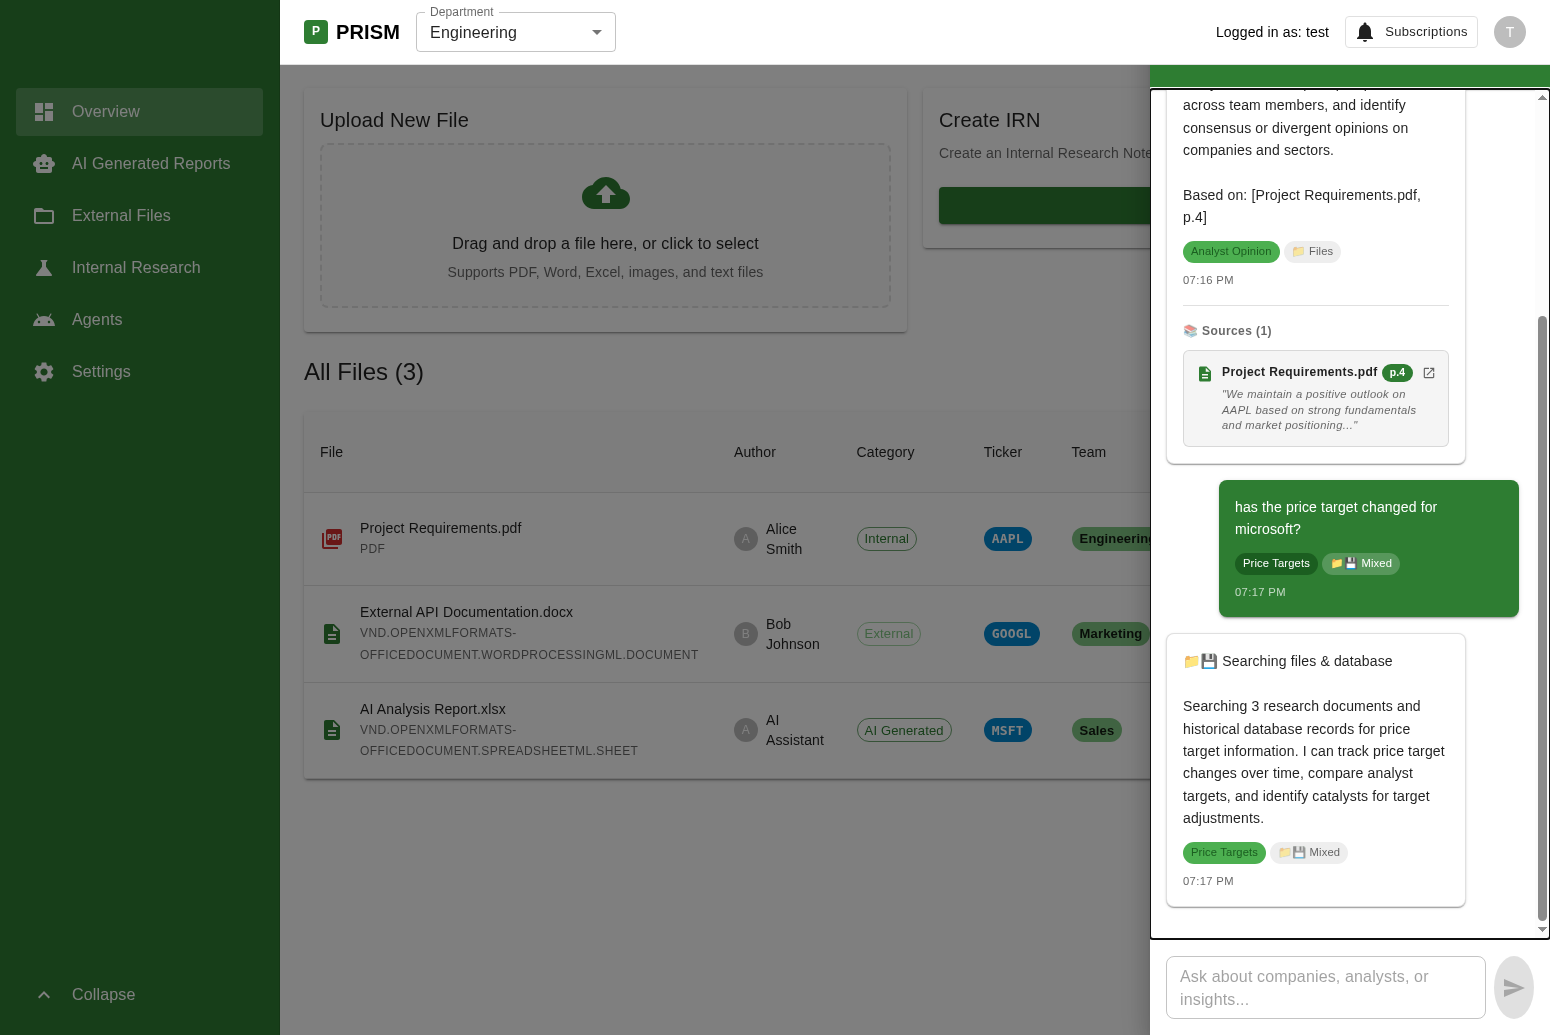 P PRISM
Department
Engineering
Logged in as: test
Subscriptions
T
Overview
AI Generated Reports
External Files
Internal Research
Agents
Settings
Collapse
Upload New File
Drag and drop a file here, or click to select
Supports PDF, Word, Excel, images, and text files
Create IRN
Create an Internal Research Note
All Files (3)
File Author Category Ticker Team
PDF
Project Requirements.pdf
PDF
A
Alice
Smith
Internal
AAPL
Engineering
External API Documentation.docx
VND.OPENXMLFORMATS-
OFFICEDOCUMENT.WORDPROCESSINGML.DOCUMENT
B
Bob
Johnson
External
GOOGL
Marketing
AI Analysis Report.xlsx
VND.OPENXMLFORMATS-
OFFICEDOCUMENT.SPREADSHEETML.SHEET
A
AI
Assistant
AI Generated
MSFT
Sales
across team members, and identify
consensus or divergent opinions on
companies and sectors.
Based on: [Project Requirements.pdf,
p.4]
Analyst Opinion 📁 Files
07:16 PM
📚 Sources (1)
Project Requirements.pdf p.4
"We maintain a positive outlook on
AAPL based on strong fundamentals
and market positioning..."
has the price target changed for
microsoft?
Price Targets 📁💾 Mixed
07:17 PM
📁💾 Searching files & database
Searching 3 research documents and
historical database records for price
target information. I can track price target
changes over time, compare analyst
targets, and identify catalysts for target
adjustments.
Price Targets 📁💾 Mixed
07:17 PM
Ask about companies, analysts, or
insights...